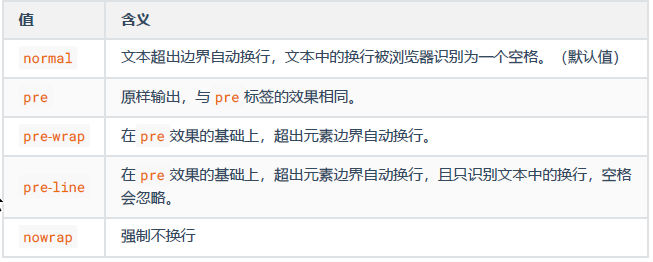 值 含义
normal 文本超出边界自动换行，文本中的换行被浏览器识别为一个空格。（默认值）
pre 原样输出，与 pre 标签的效果相同。
pre-wrap 在 pre 效果的基础上，超出元素边界自动换行。
pre-line 在 pre 效果的基础上，超出元素边界自动换行，且只识别文本中的换行，空格
会忽略。
nowrap 强制不换行